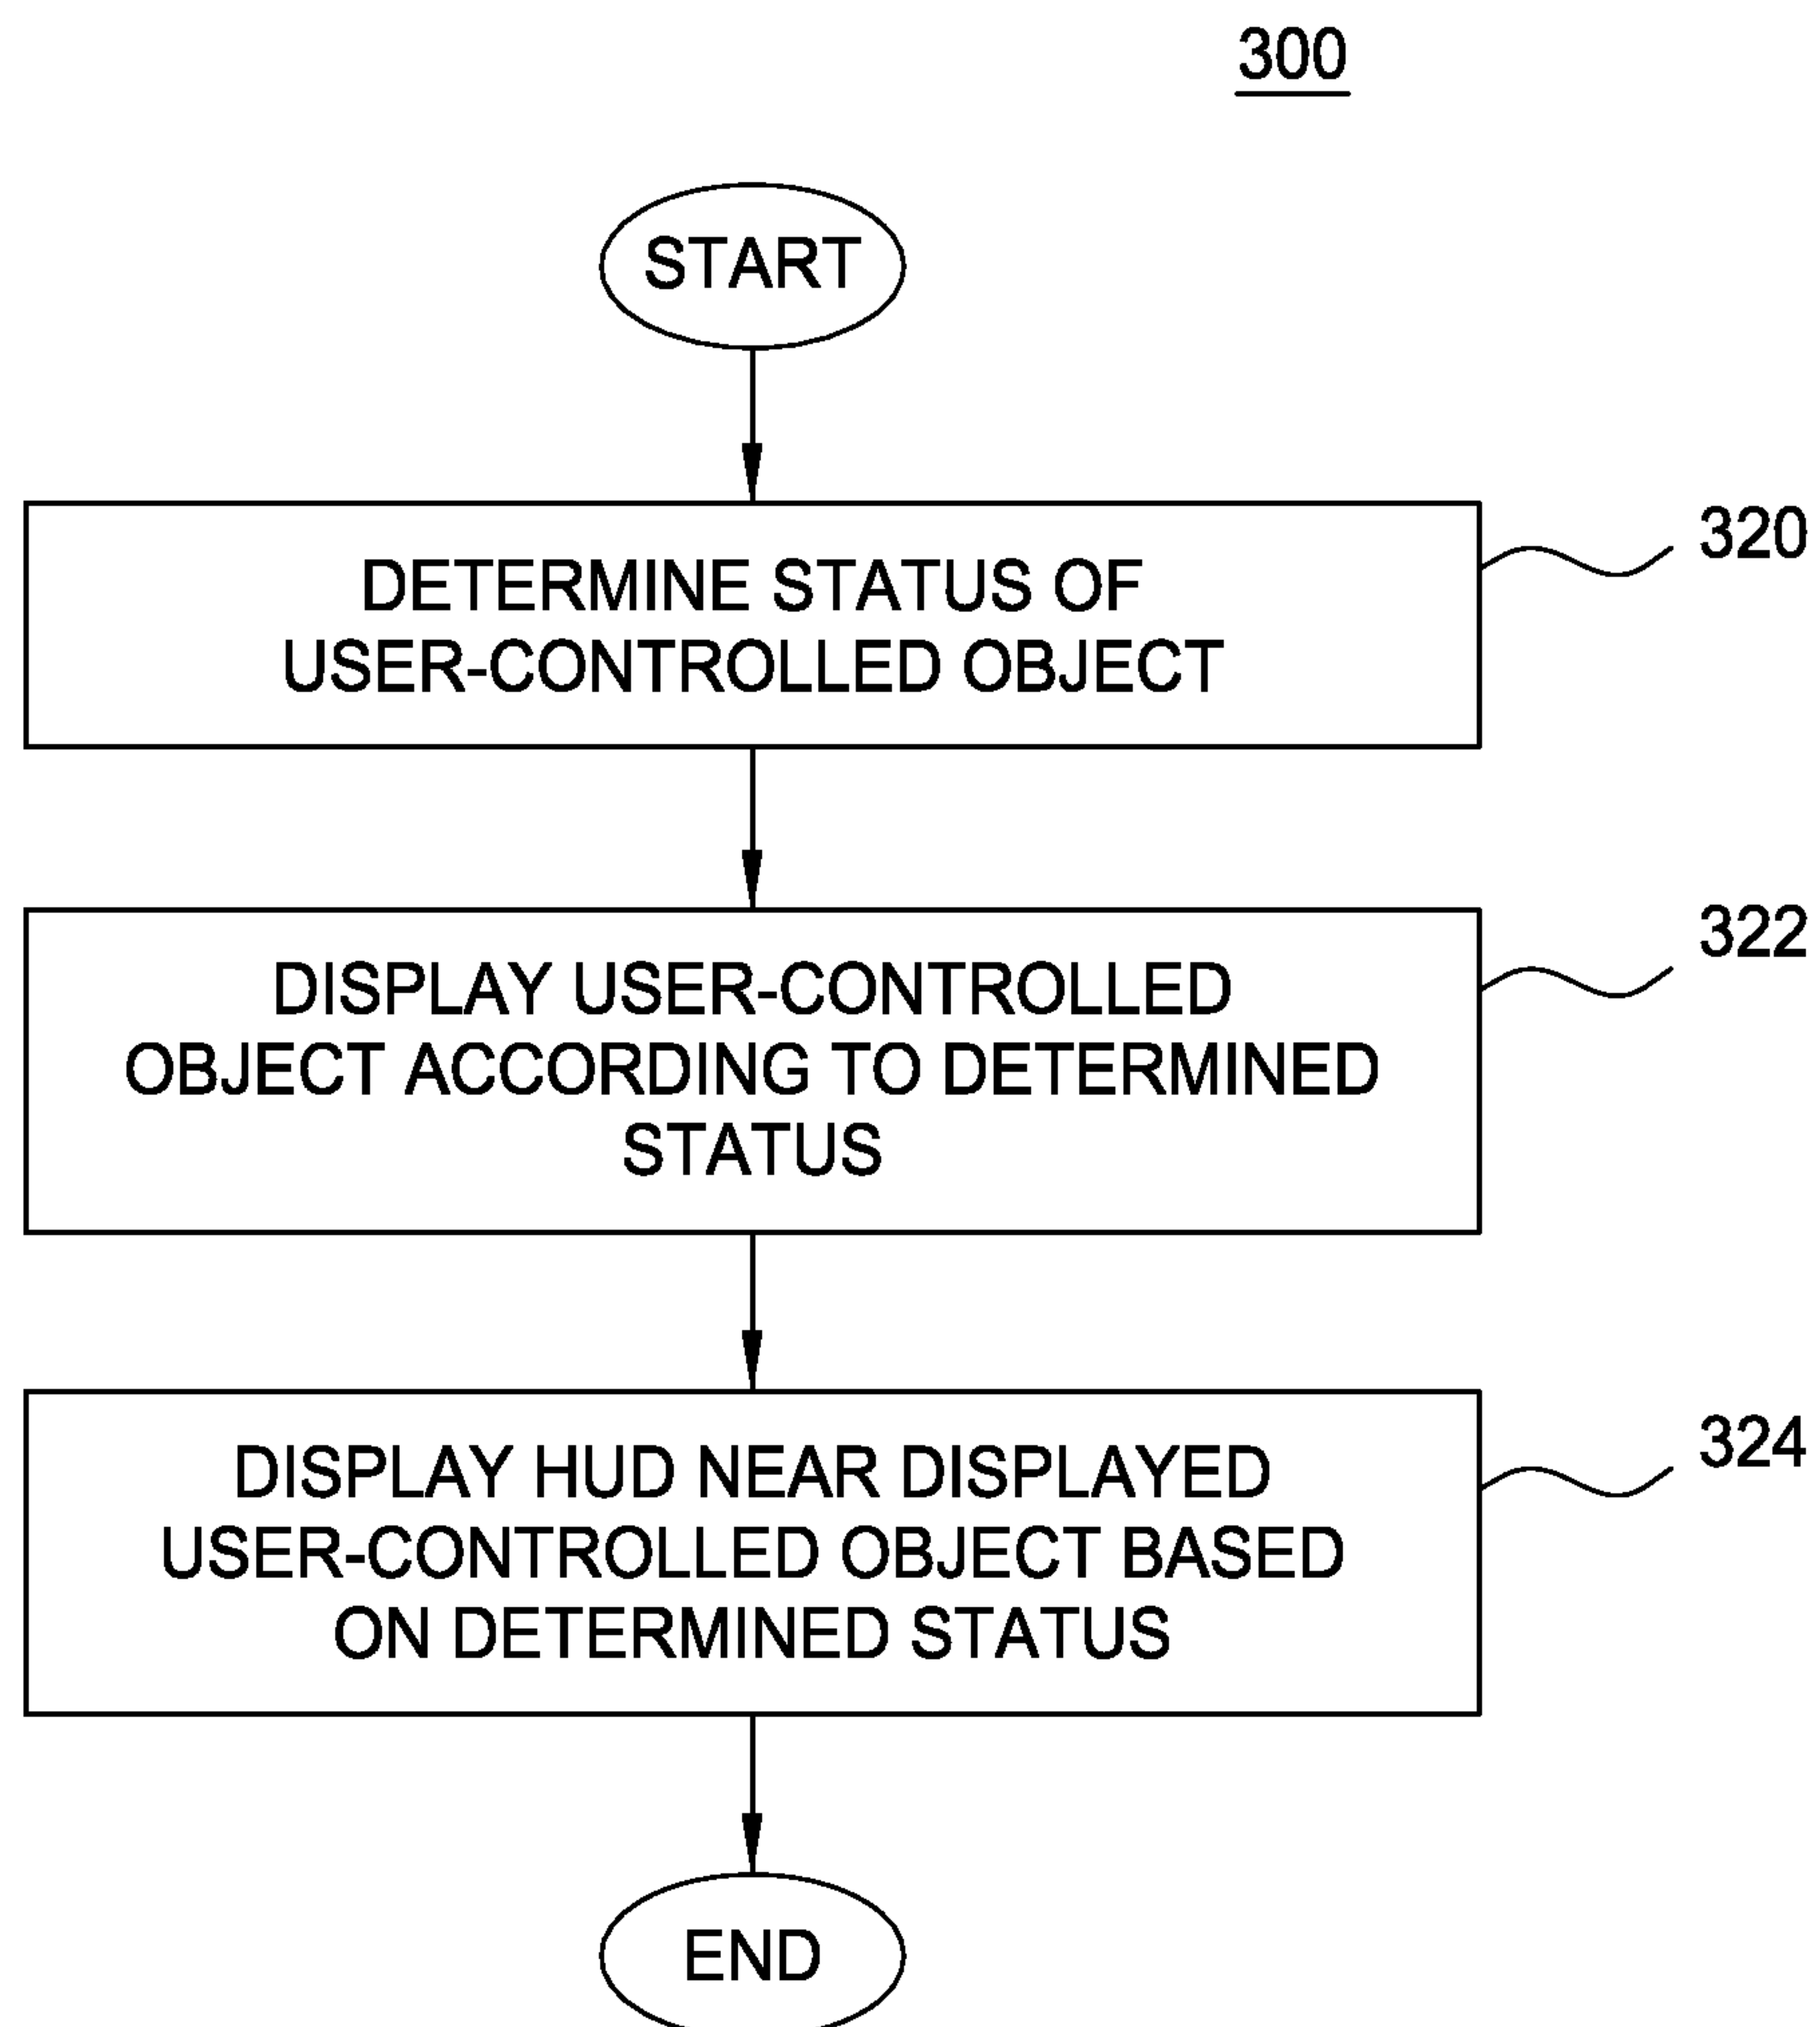 300
START
DETERMINE STATUS OF
USER-CONTROLLED OBJECT
320
DISPLAY USER-CONTROLLED
OBJECT ACCORDING TO DETERMINED
STATUS
322
DISPLAY HUD NEAR DISPLAYED
USER-CONTROLLED OBJECT BASED
ON DETERMINED STATUS
324
END